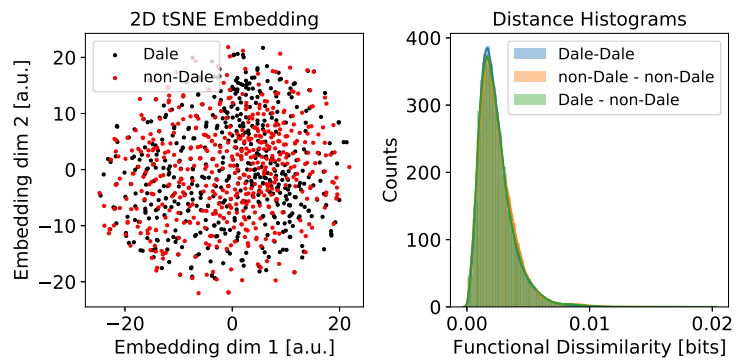 2D tSNE Embedding
Dale
non-Dale
20
10
0
−10
−20
Embedding dim 2 [a.u.]
−20
0
20
Embedding dim 1 [a.u.]
Distance Histograms
Dale-Dale
non-Dale - non-Dale
Dale - non-Dale
400
300
200
100
0
Counts
0.00
0.01
0.02
Functional Dissimilarity [bits]